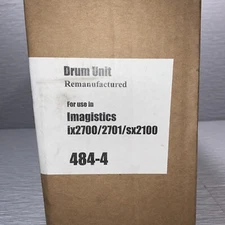 Drum Unit
Remanufactured
For use in
Imagistics
ix2700/2701/sx2100
484-4